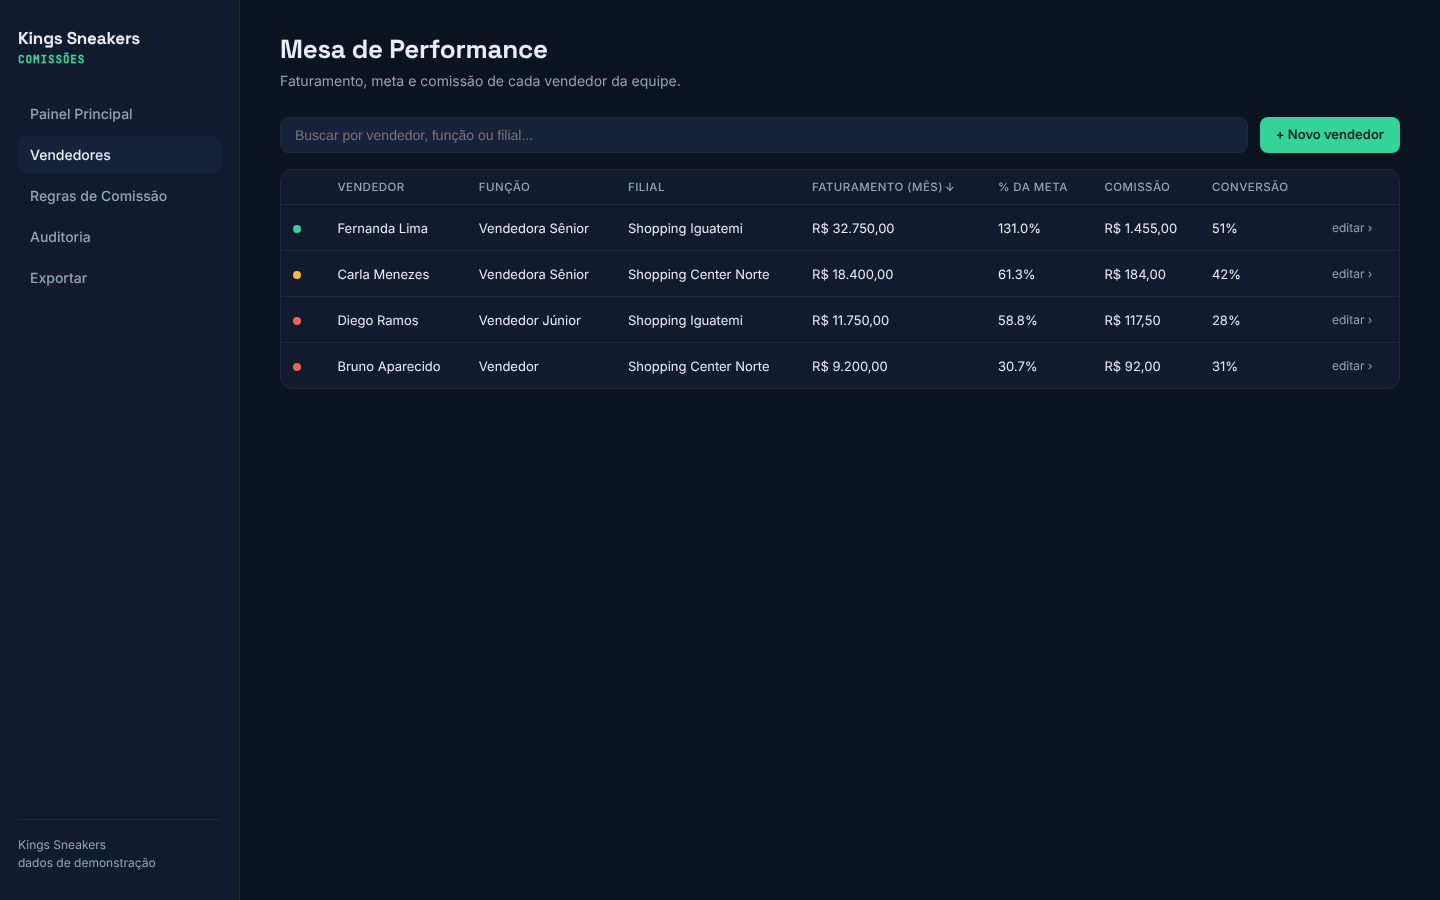 Kings Sneakers
COMISSÕES
Painel Principal
Vendedores
Regras de Comissão
Auditoria
Exportar
Kings Sneakers
dados de demonstração
Mesa de Performance
Faturamento, meta e comissão de cada vendedor da equipe.
Buscar por vendedor, função ou filial...
+ Novo vendedor
VENDEDOR FUNÇÃO FILIAL FATURAMENTO (MÊS) ↓ % DA META COMISSÃO CONVERSÃO
Fernanda Lima Vendedora Sênior Shopping Iguatemi R$ 32.750,00 131.0% R$ 1.455,00 51% editar ›
Carla Menezes Vendedora Sênior Shopping Center Norte R$ 18.400,00 61.3% R$ 184,00 42% editar ›
Diego Ramos Vendedor Júnior Shopping Iguatemi R$ 11.750,00 58.8% R$ 117,50 28% editar ›
Bruno Aparecido Vendedor Shopping Center Norte R$ 9.200,00 30.7% R$ 92,00 31% editar ›